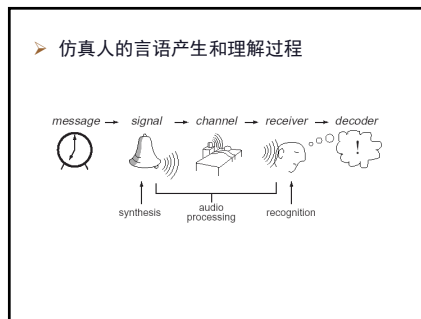 ➢ 仿真人的言语产生和理解过程
message → signal → channel → receiver → decoder
!
synthesis
audio
processing
recognition